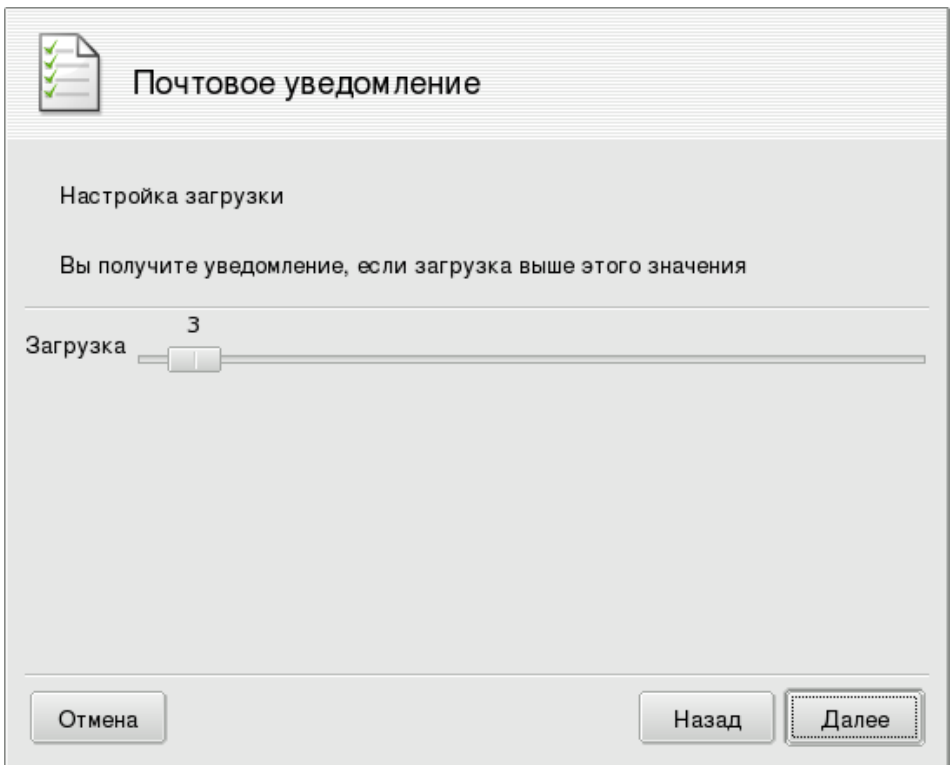 Почтовое уведомление
Настройка загрузки
Вы получите уведомление, если загрузка выше этого значения
3
Загрузка
Отмена
Назад
Далее